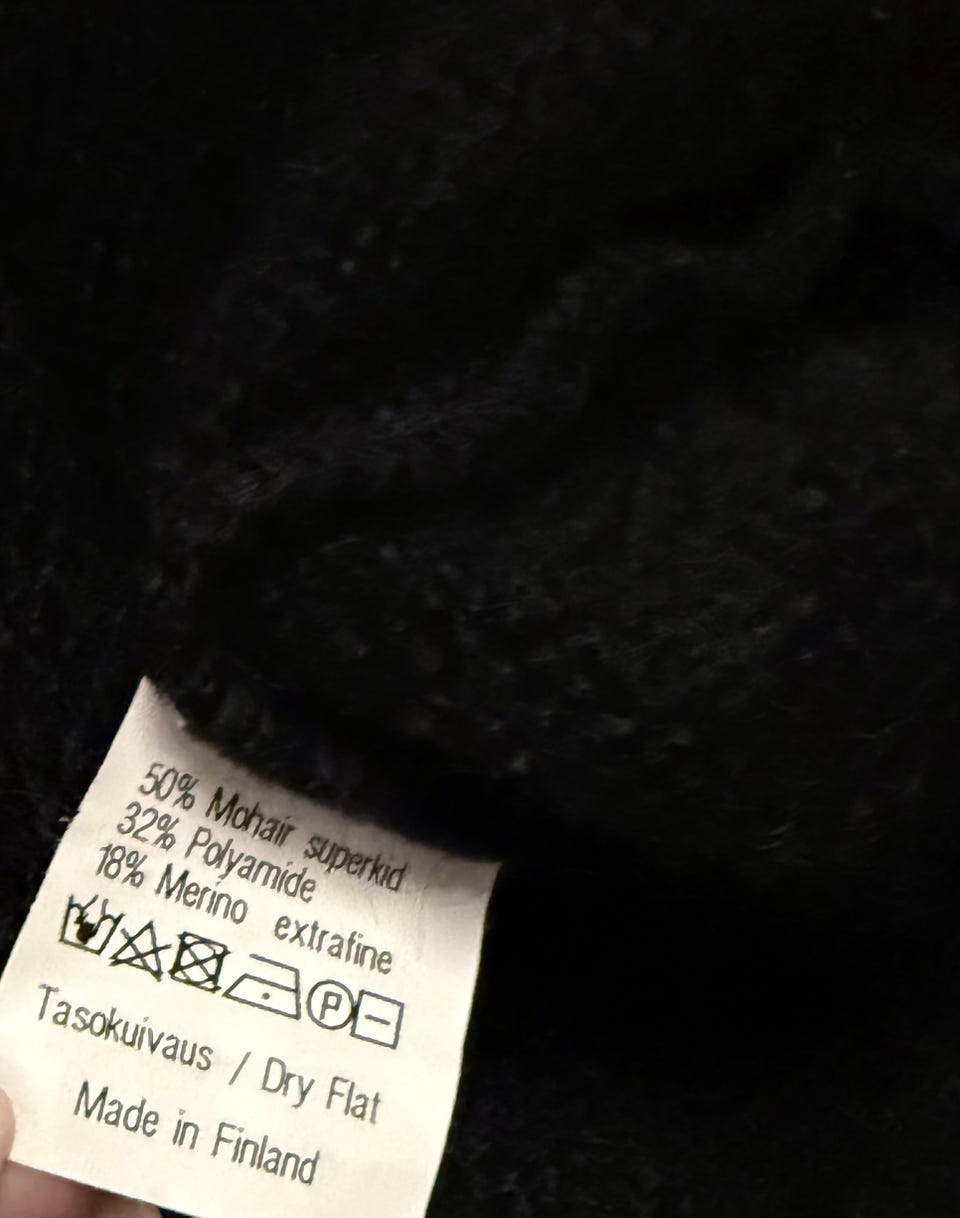 50% Mohair superkid
32% Polyamide
18% Merino extrafine
P
Tasokuivaus / Dry Flat
Made in Finland